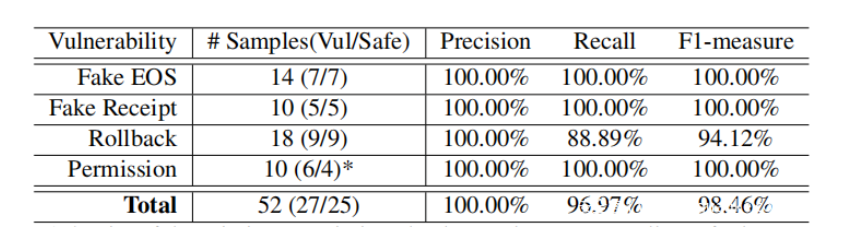 Vulnerability # Samples(Vul/Safe) Precision Recall F1-measure
Fake EOS 14 (7/7) 100.00% 100.00% 100.00%
Fake Receipt 10 (5/5) 100.00% 100.00% 100.00%
Rollback 18 (9/9) 100.00% 88.89% 94.12%
Permission 10 (6/4)* 100.00% 100.00% 100.00%
Total 52 (27/25) 100.00% 96.97% 98.46%